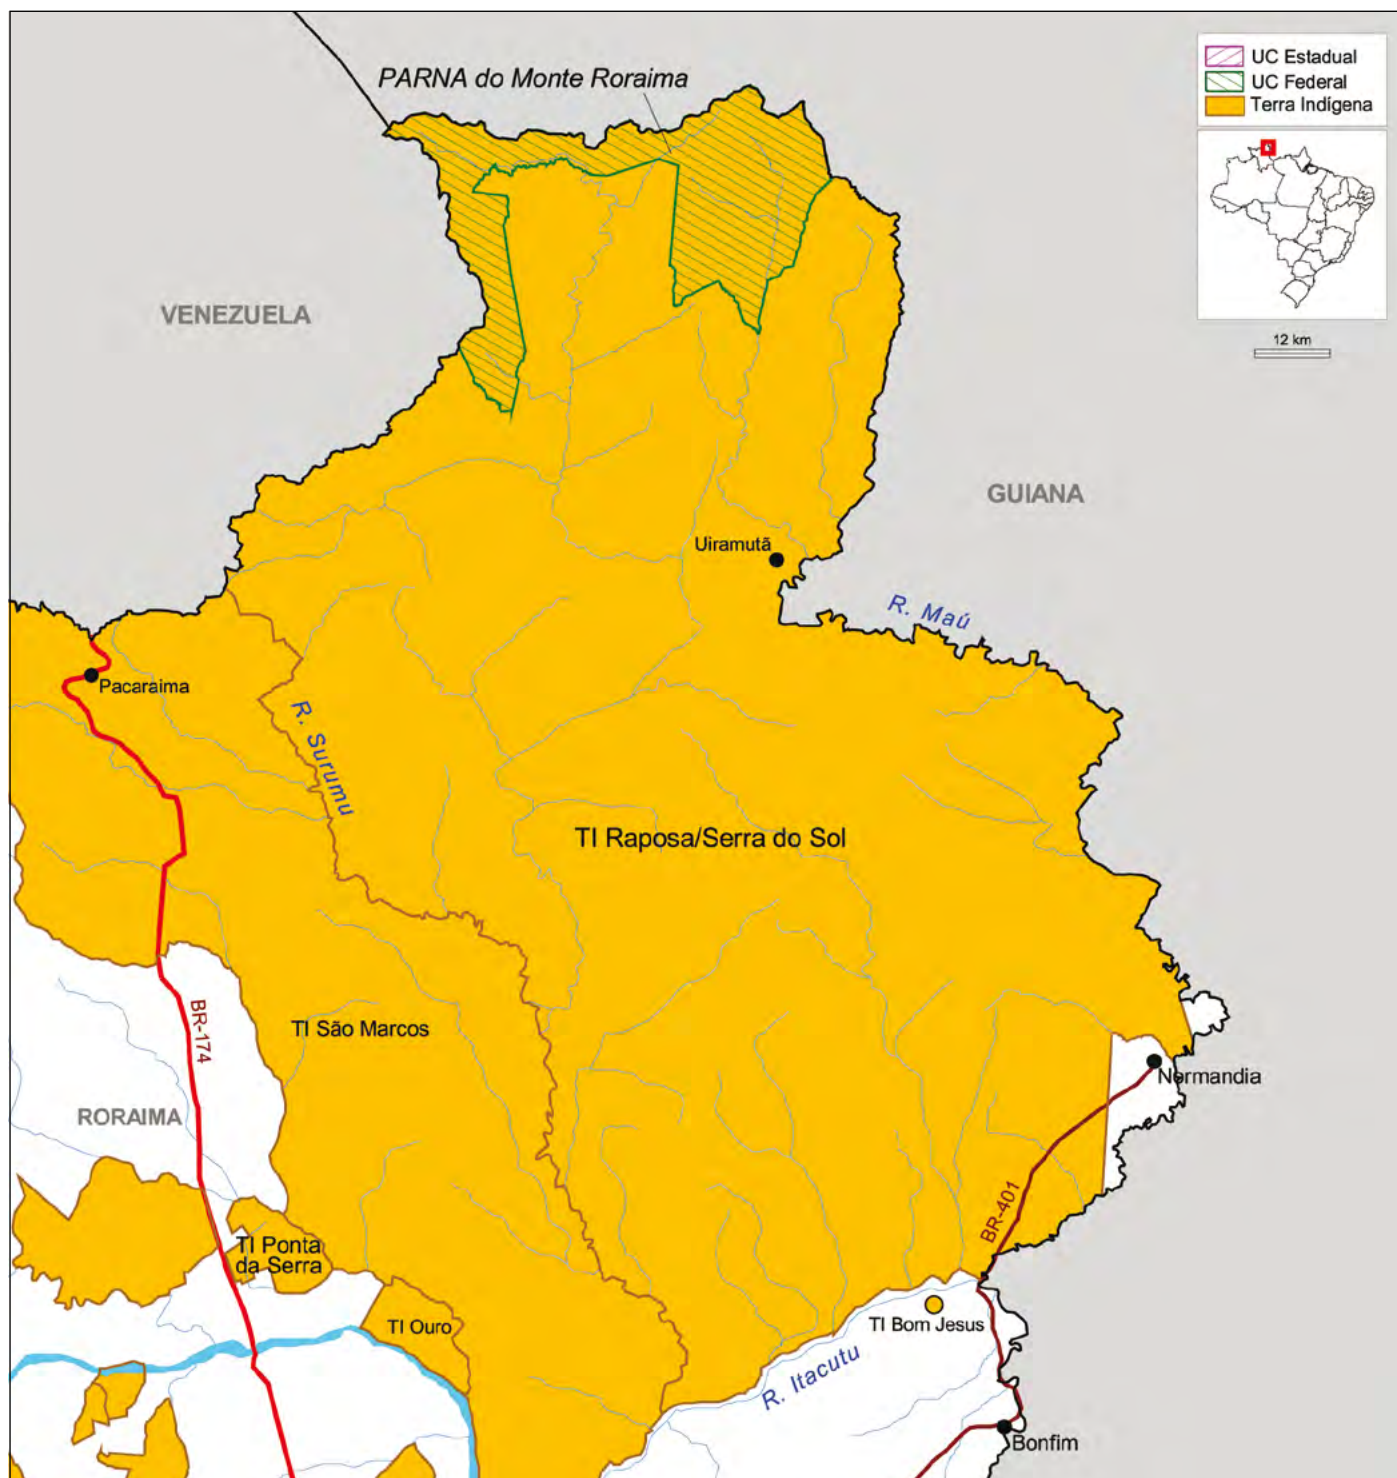 PARNA do Monte Roraima
UC Estadual
UC Federal
Terra Indígena
12 km
VENEZUELA
GUIANA
Uiramutã
R. Maú
Pacaraima
R. Surumu
TI Raposa/Serra do Sol
BR-174
TI São Marcos
Normandia
RORAIMA
BR-401
TI Ponta
da Serra
TI Ouro
TI Bom Jesus
R. Itacutu
Bonfim